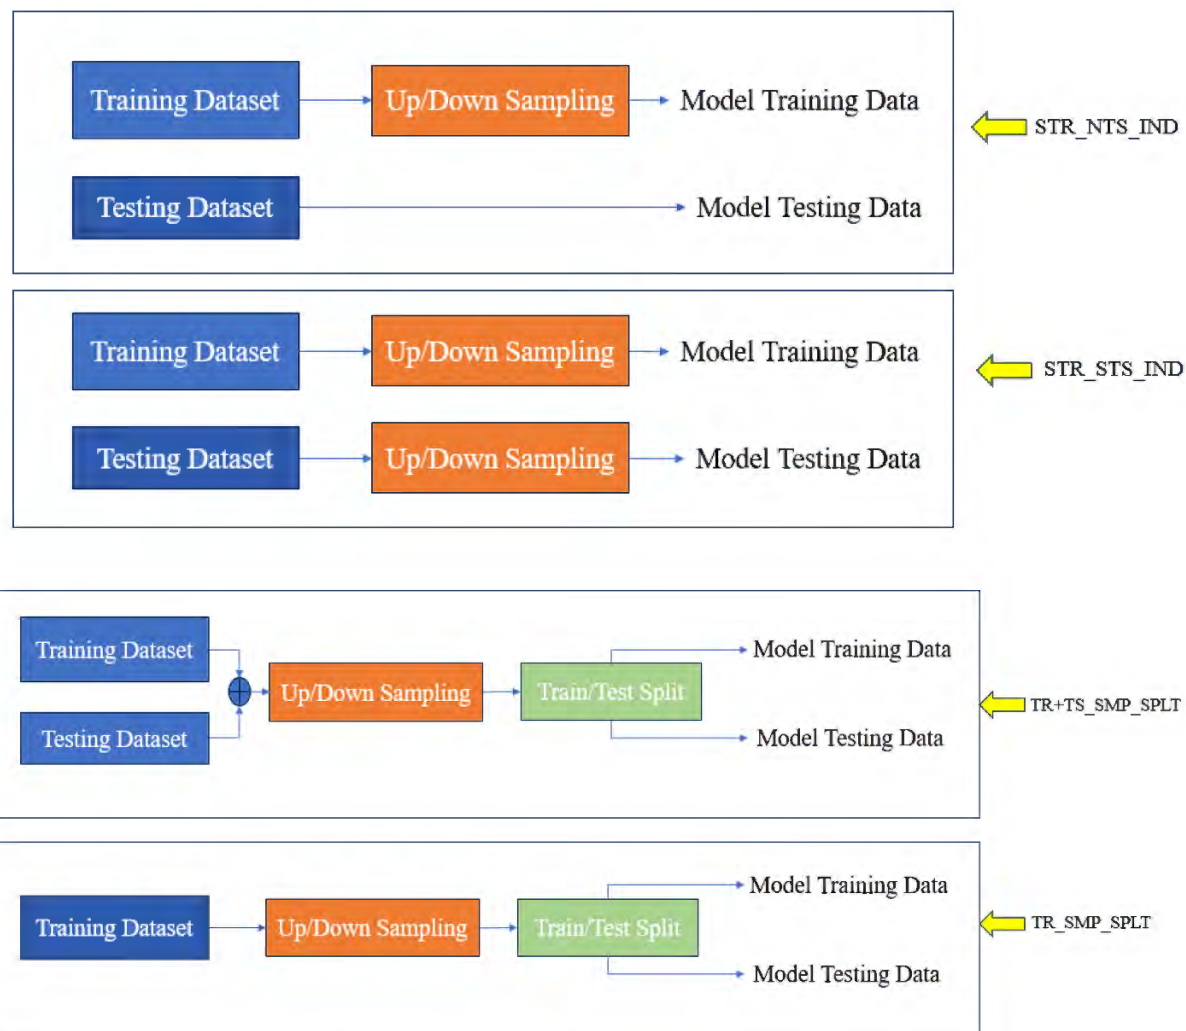 Training Dataset
Up/Down Sampling
Model Training Data
STR_NTS_IND
Testing Dataset
Model Testing Data
Training Dataset
Up/Down Sampling
Model Training Data
STR_STS_IND
Testing Dataset
Up/Down Sampling
Model Testing Data
Training Dataset
Model Training Data
Up/Down Sampling
Train/Test Split
TR+TS_SMP_SPLT
Testing Dataset
Model Testing Data
Model Training Data
Training Dataset
Up/Down Sampling
Train/Test Split
TR_SMP_SPLT
Model Testing Data